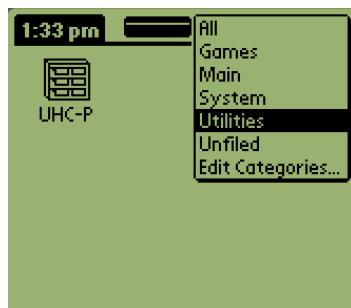 1:33 pm
All
Games
Main
System
Utilities
Unfiled
Edit Categories...
UHC-P